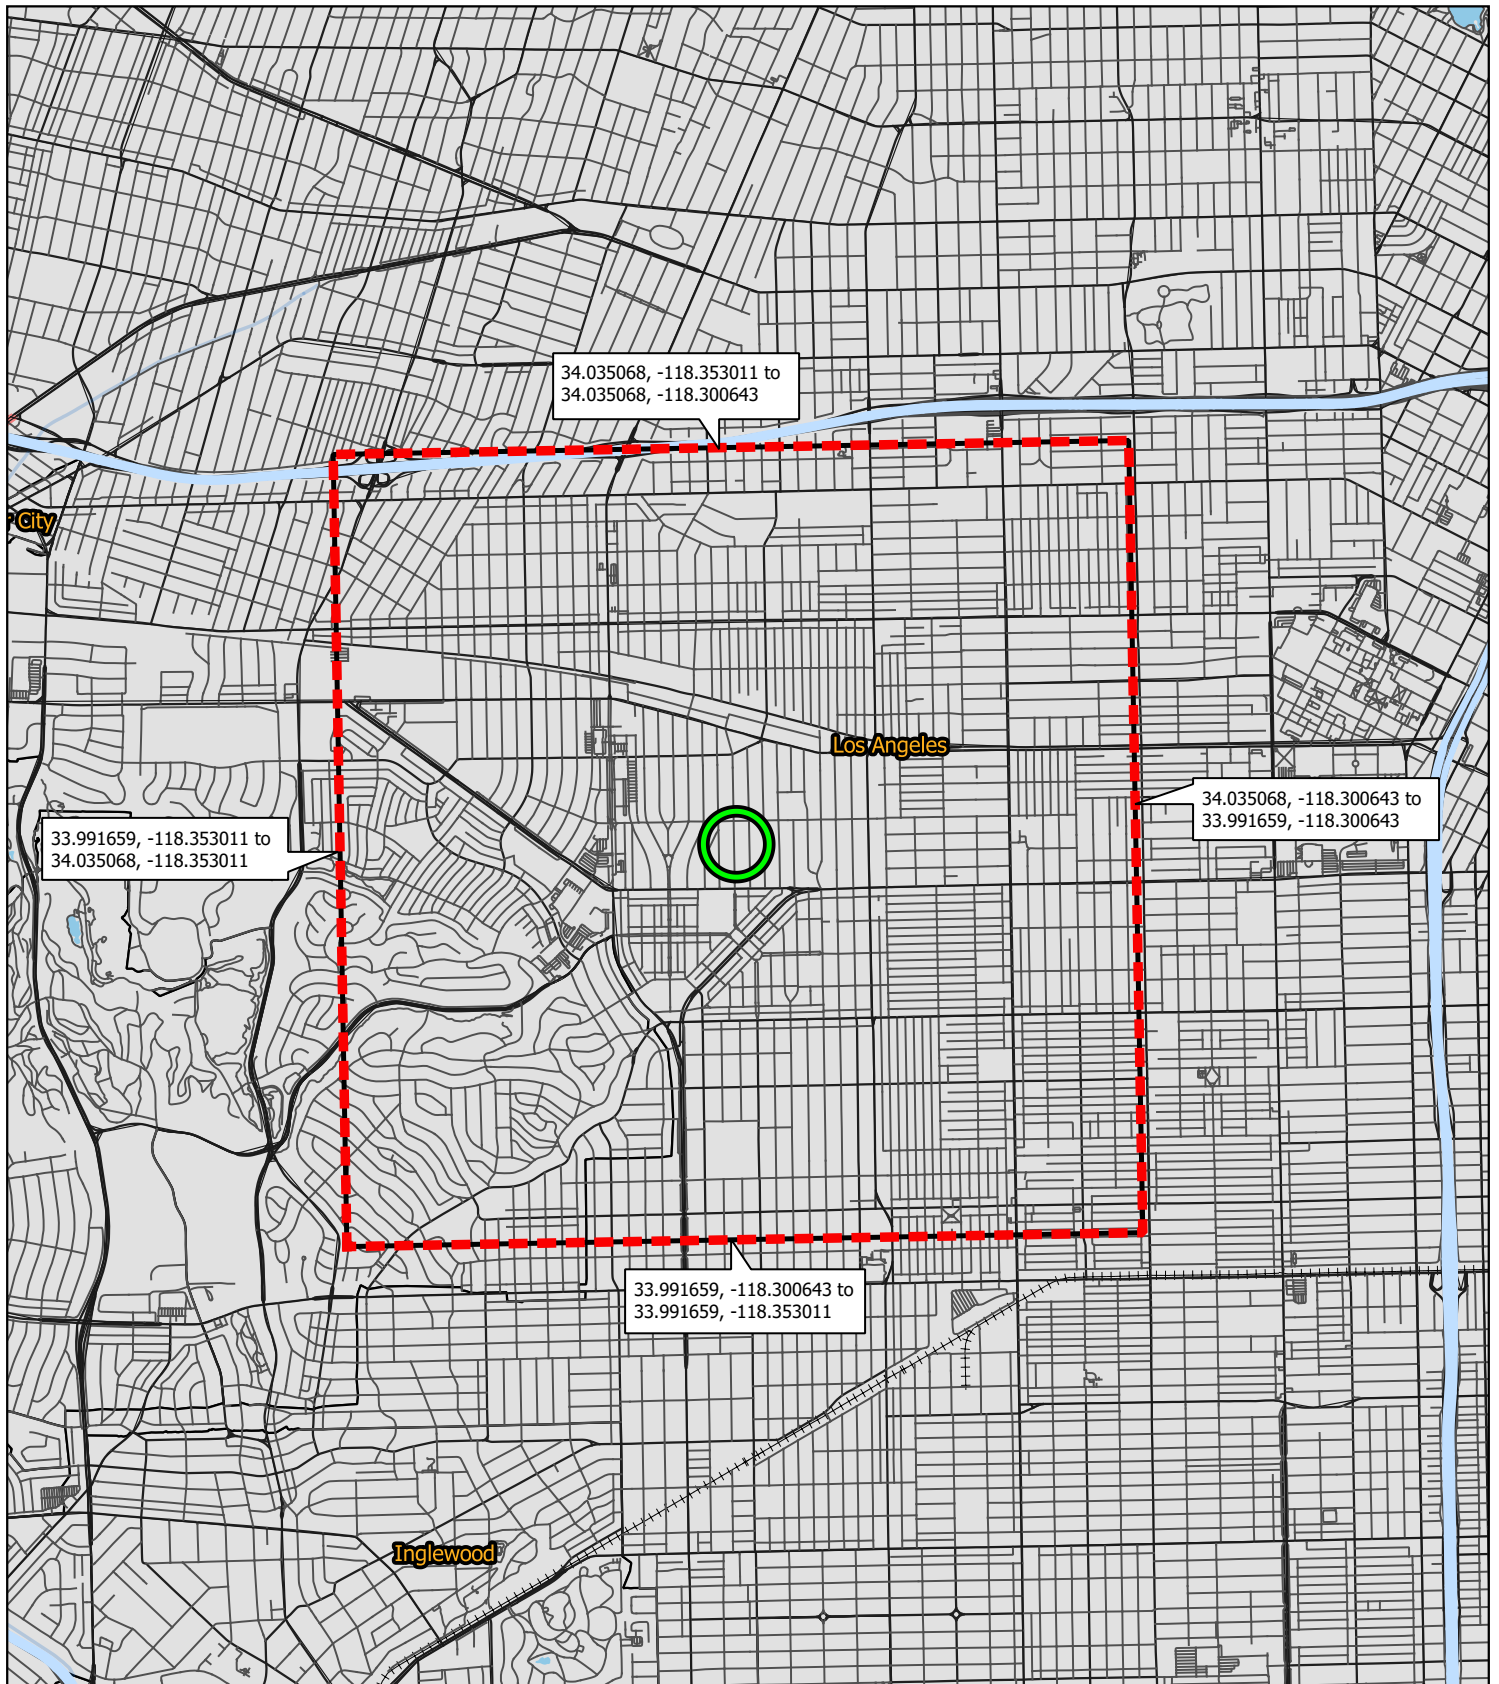 34.035068, -118.353011 to
34.035068, -118.300643
r City
Los Angeles
34.035068, -118.300643 to
33.991659, -118.300643
33.991659, -118.353011 to
34.035068, -118.353011
33.991659, -118.300643 to
33.991659, -118.353011
Inglewood